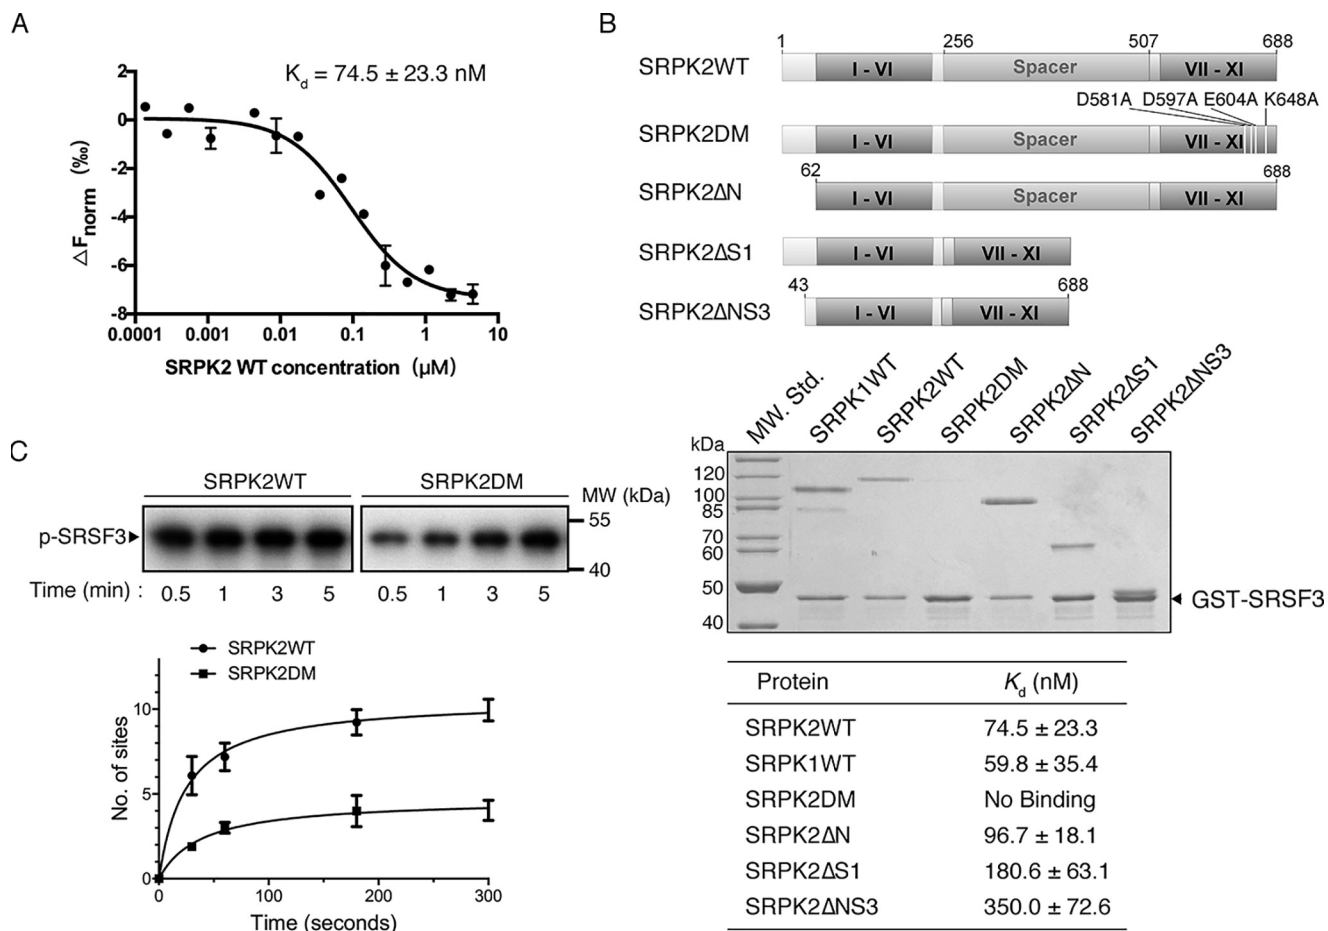 A
K_d = 74.5 ± 23.3 nM
2
0
-2
-4
-6
-8
△F_norm (‰)
0.0001 0.001 0.01 0.1 1 10
SRPK2 WT concentration (μM)
B
1 256 507 688
SRPK2WT I - VI Spacer VII - XI
D581A D597A E604A K648A
SRPK2DM I - VI Spacer VII - XI
62 688
SRPK2ΔN I - VI Spacer VII - XI
SRPK2ΔS1 I - VI VII - XI
43 688
SRPK2ΔNS3 I - VI VII - XI
MW. Std. SRPK1WT SRPK2WT SRPK2DM SRPK2ΔN SRPK2ΔS1 SRPK2ΔNS3
kDa
120
100
85
70
60
50
40
GST-SRSF3
Protein K_d (nM)
SRPK2WT 74.5 ± 23.3
SRPK1WT 59.8 ± 35.4
SRPK2DM No Binding
SRPK2ΔN 96.7 ± 18.1
SRPK2ΔS1 180.6 ± 63.1
SRPK2ΔNS3 350.0 ± 72.6
C
SRPK2WT SRPK2DM MW (kDa)
55
p-SRSF3
40
Time (min) : 0.5 1 3 5 0.5 1 3 5
SRPK2WT
SRPK2DM
10
5
0
No. of sites
0 100 200 300
Time (seconds)